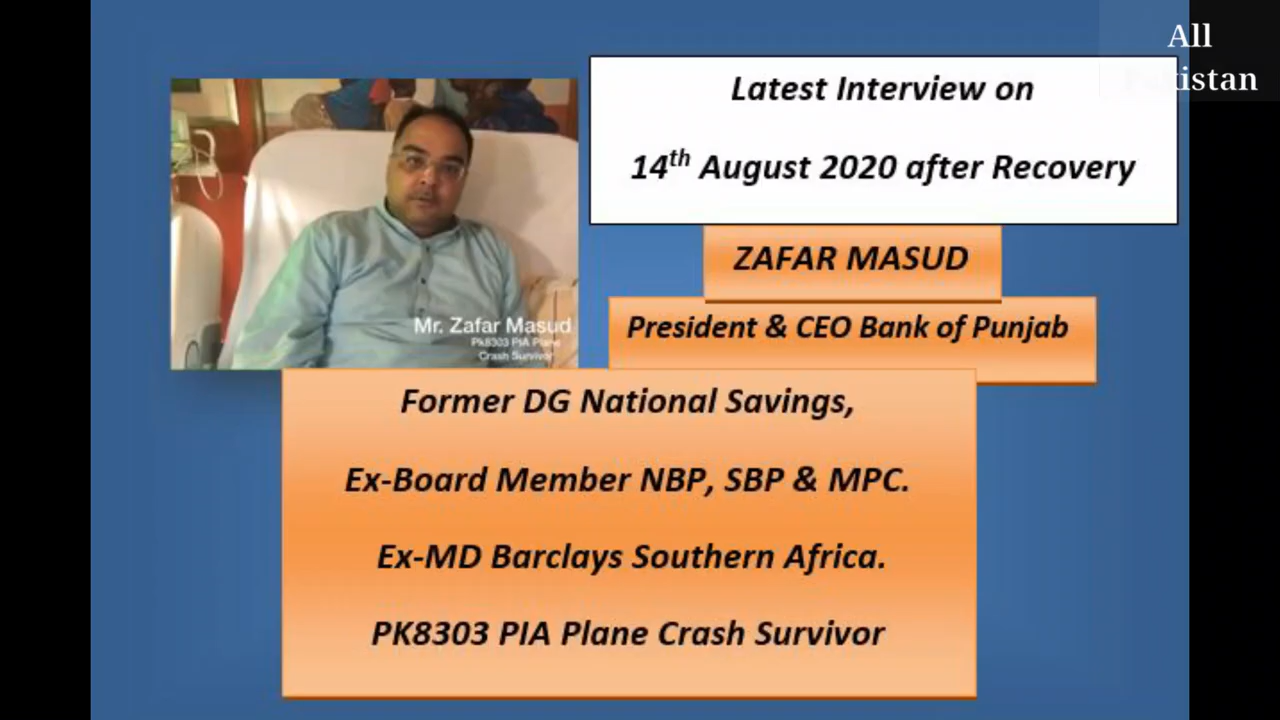 All
Pakistan
Latest Interview on
14th August 2020 after Recovery
ZAFAR MASUD
President & CEO Bank of Punjab
Mr. Zafar Masud
Pk8303 PIA Plane
Crash Survivor
Former DG National Savings,
Ex-Board Member NBP, SBP & MPC.
Ex-MD Barclays Southern Africa.
PK8303 PIA Plane Crash Survivor